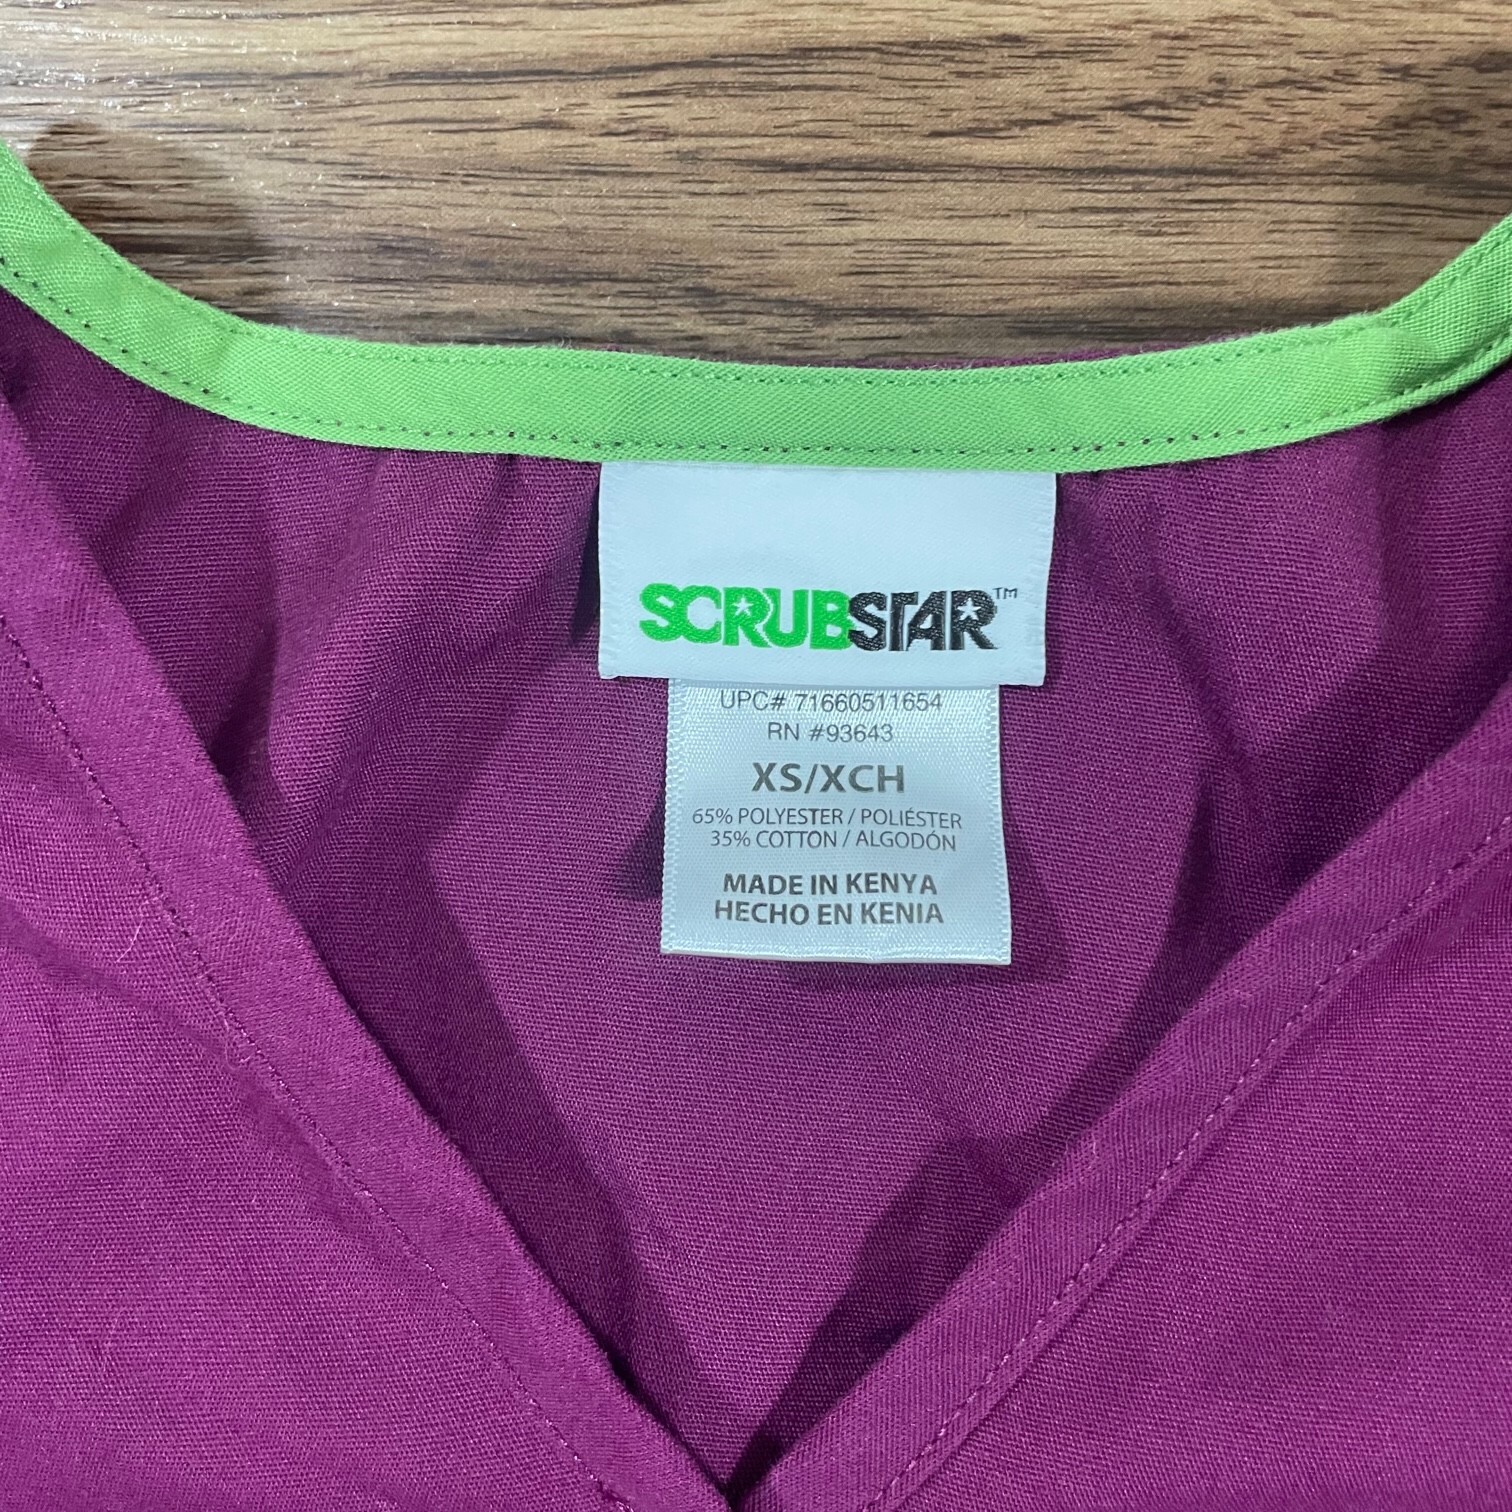 SCRUBSTAR™
UPC# 71660511654
RN #93643
XS/XCH
65% POLYESTER / POLIÉSTER
35% COTTON / ALGODÓN
MADE IN KENYA
HECHO EN KENIA